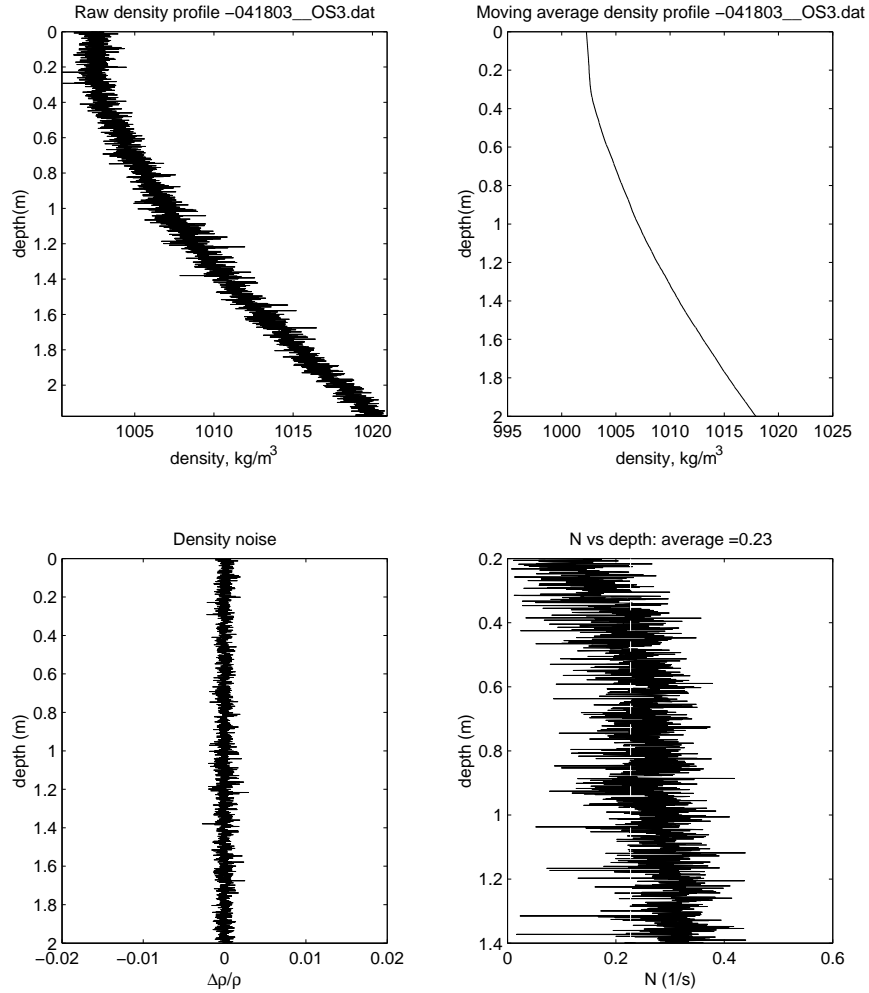 Raw density profile −041803__OS3.dat
0
0.2
0.4
0.6
0.8
1
1.2
1.4
1.6
1.8
2
depth(m)
1005 1010 1015 1020
density, kg/m³
Moving average density profile −041803__OS3.dat
0
0.2
0.4
0.6
0.8
1
1.2
1.4
1.6
1.8
2
depth(m)
995 1000 1005 1010 1015 1020 1025
density, kg/m³
Density noise
0
0.2
0.4
0.6
0.8
1
1.2
1.4
1.6
1.8
2
depth (m)
−0.02 −0.01 0 0.01 0.02
Δρ/ρ
N vs depth: average =0.23
0.2
0.4
0.6
0.8
1
1.2
1.4
depth (m)
0 0.2 0.4 0.6
N (1/s)